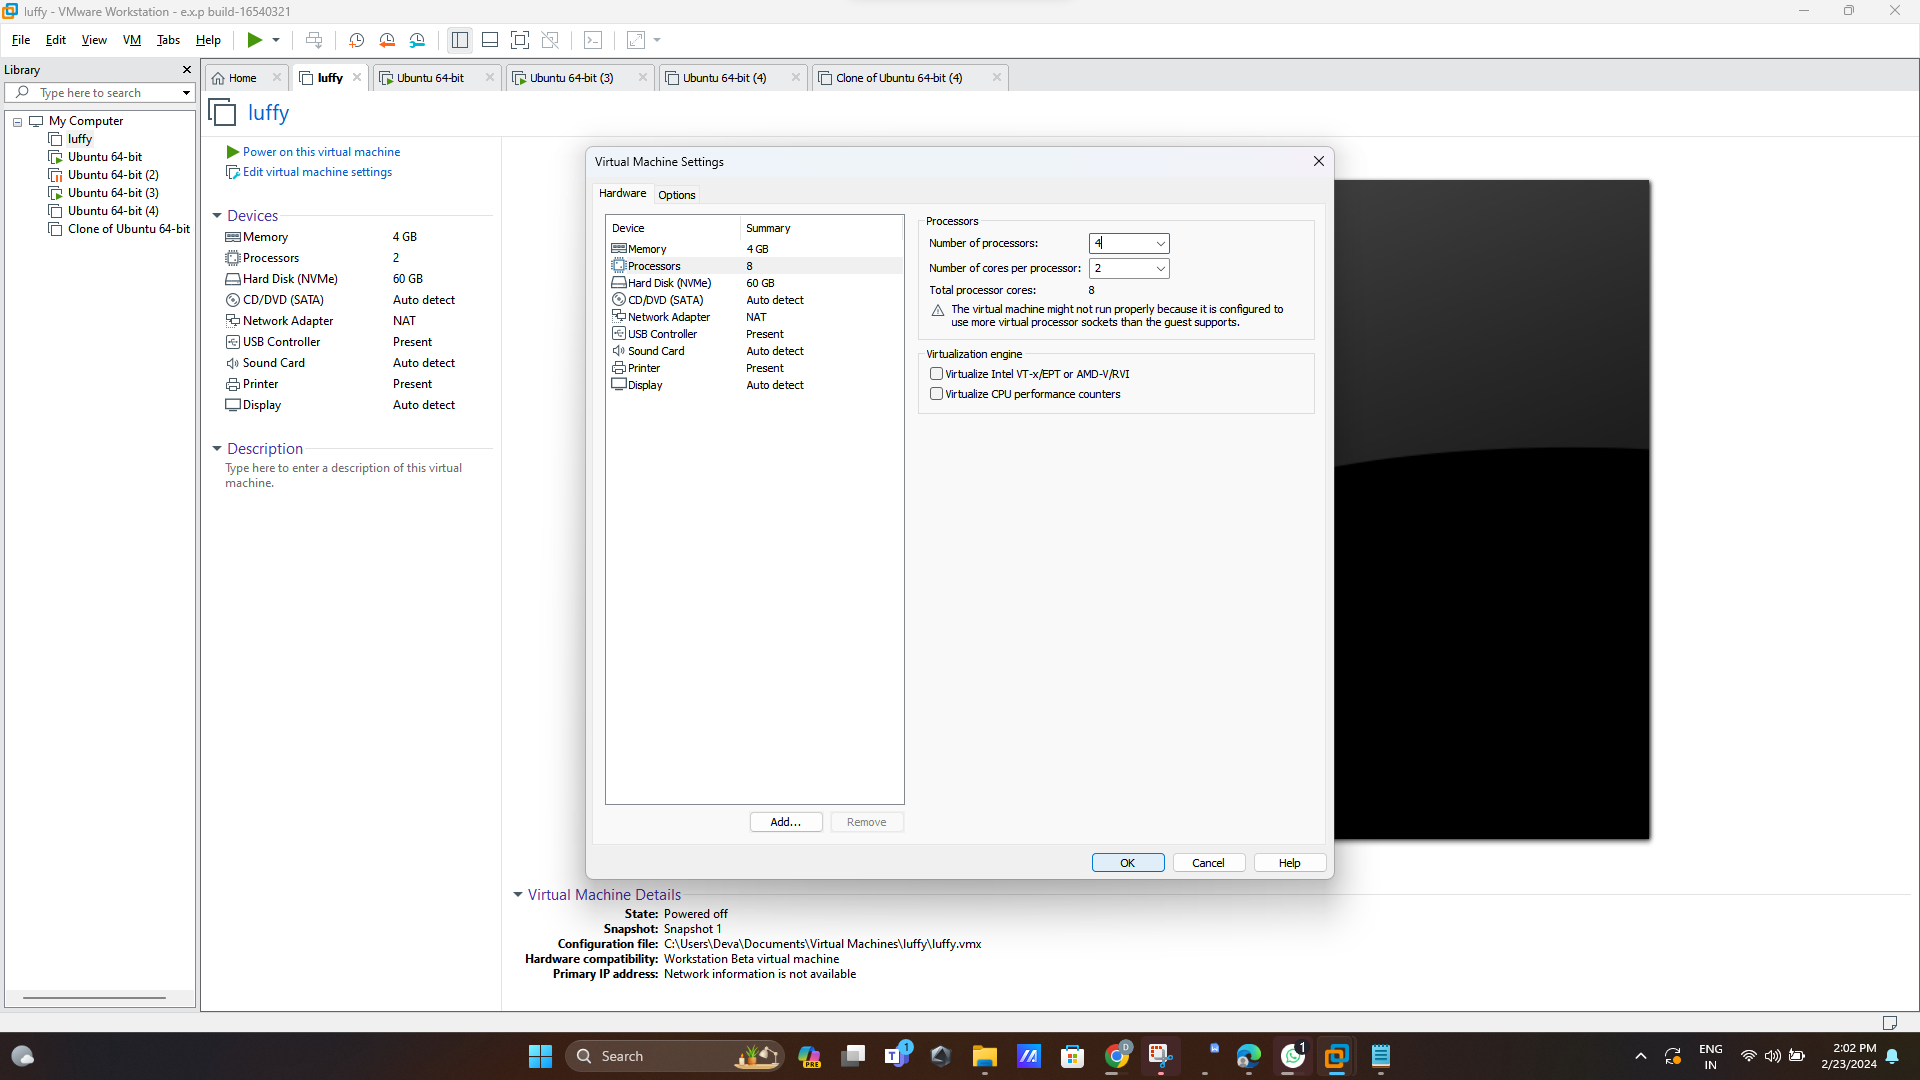 luffy - VMware Workstation - e.x.p build-16540321
File Edit View VM Tabs Help
Library
Type here to search
My Computer
luffy
Ubuntu 64-bit
Ubuntu 64-bit (2)
Ubuntu 64-bit (3)
Ubuntu 64-bit (4)
Clone of Ubuntu 64-bit
Home luffy Ubuntu 64-bit Ubuntu 64-bit (3) Ubuntu 64-bit (4) Clone of Ubuntu 64-bit (4)
luffy
Power on this virtual machine
Edit virtual machine settings
Devices
Memory 4 GB
Processors 2
Hard Disk (NVMe) 60 GB
CD/DVD (SATA) Auto detect
Network Adapter NAT
USB Controller Present
Sound Card Auto detect
Printer Present
Display Auto detect
Description
Type here to enter a description of this virtual
machine.
Virtual Machine Settings
Hardware Options
Device Summary
Memory 4 GB
Processors 8
Hard Disk (NVMe) 60 GB
CD/DVD (SATA) Auto detect
Network Adapter NAT
USB Controller Present
Sound Card Auto detect
Printer Present
Display Auto detect
Add... Remove
Processors
Number of processors: 4
Number of cores per processor: 2
Total processor cores: 8
The virtual machine might not run properly because it is configured to
use more virtual processor sockets than the guest supports.
Virtualization engine
Virtualize Intel VT-x/EPT or AMD-V/RVI
Virtualize CPU performance counters
OK Cancel Help
Virtual Machine Details
State: Powered off
Snapshot: Snapshot 1
Configuration file: C:\Users\Deva\Documents\Virtual Machines\luffy\luffy.vmx
Hardware compatibility: Workstation Beta virtual machine
Primary IP address: Network information is not available
Search
PRE
T
1
D
1
ENG
IN
2:02 PM
2/23/2024